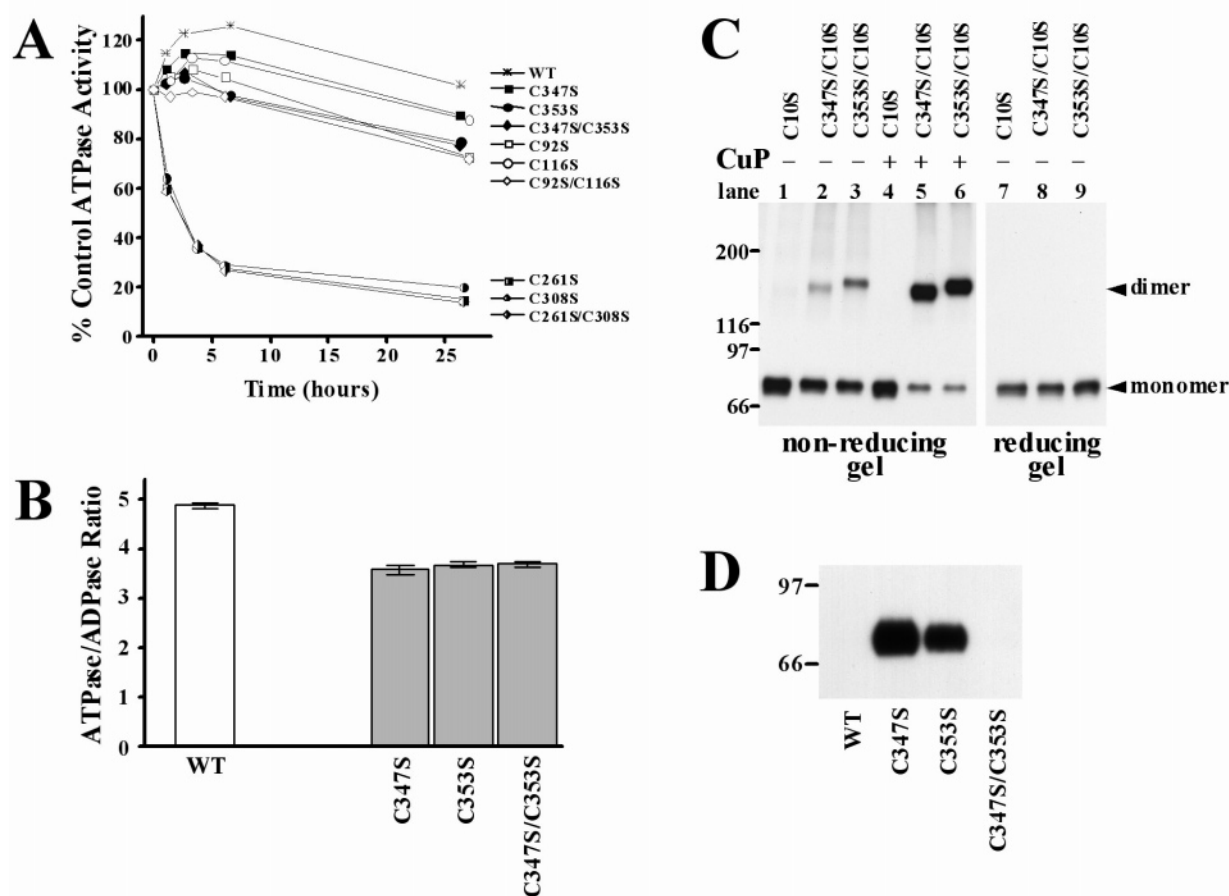 A
% Control ATPase Activity
120
100
80
60
40
20
0
0 5 10 15 20 25
Time (hours)
WT
C347S
C353S
C347S/C353S
C92S
C116S
C92S/C116S
C261S
C308S
C261S/C308S
B
ATPase/ADPase Ratio
5
4
3
2
1
0
WT
C347S
C353S
C347S/C353S
C
C10S
C347S/C10S
C353S/C10S
C10S
C347S/C10S
C353S/C10S
C10S
C347S/C10S
C353S/C10S
CuP − − − + + + − − −
lane 1 2 3 4 5 6 7 8 9
200
116
97
66
dimer
monomer
non-reducing
gel
reducing
gel
D
97
66
WT
C347S
C353S
C347S/C353S